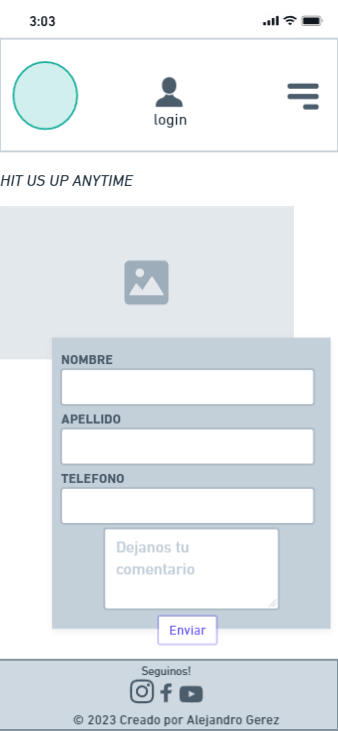 3:03
login
HIT US UP ANYTIME
NOMBRE
APELLIDO
TELEFONO
Dejanos tu
comentario
Enviar
Seguinos!
© 2023 Creado por Alejandro Gerez